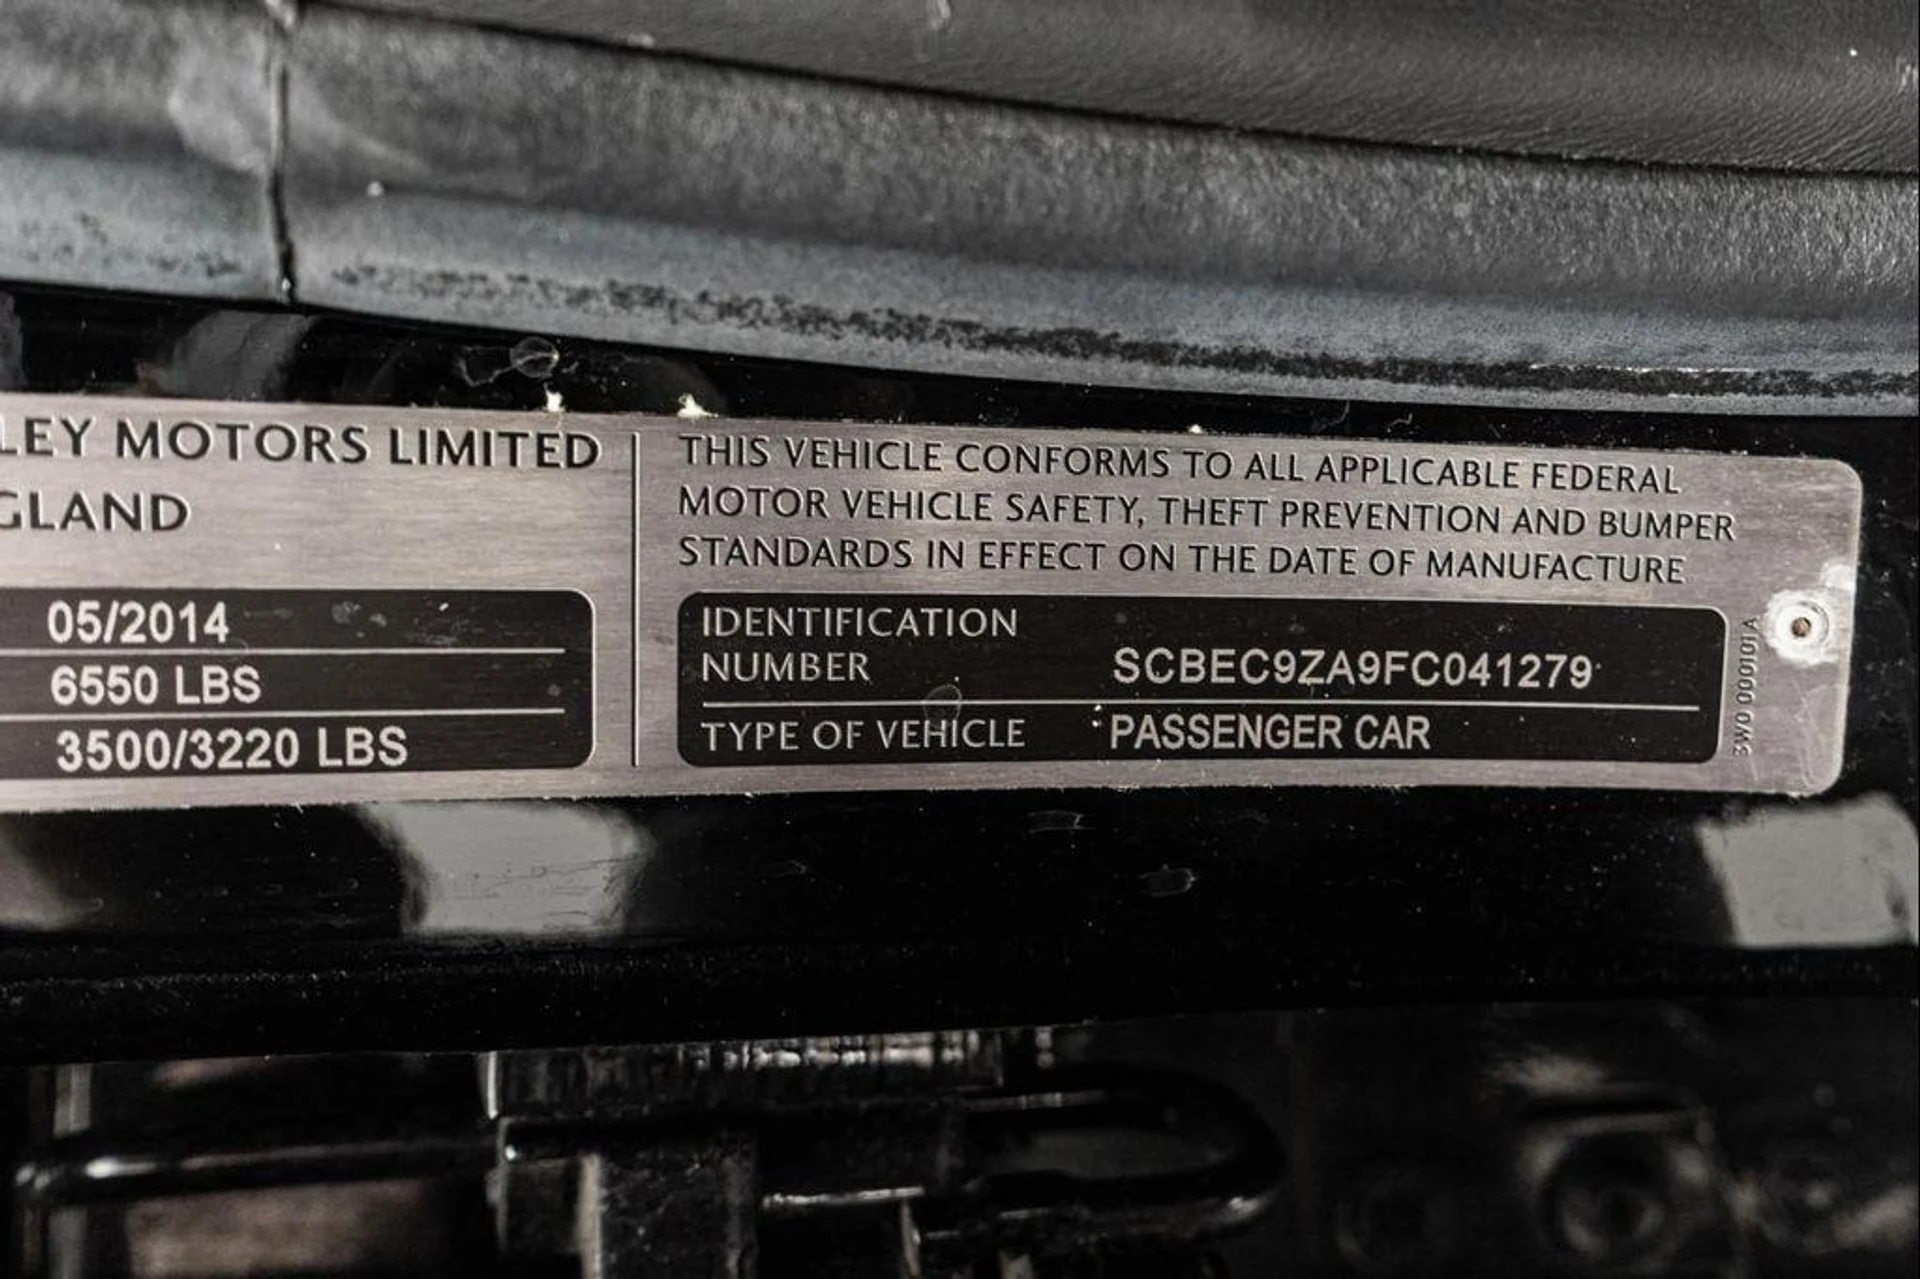 LEY MOTORS LIMITED
GLAND
05/2014
6550 LBS
3500/3220 LBS
THIS VEHICLE CONFORMS TO ALL APPLICABLE FEDERAL
MOTOR VEHICLE SAFETY, THEFT PREVENTION AND BUMPER
STANDARDS IN EFFECT ON THE DATE OF MANUFACTURE
IDENTIFICATION
NUMBER SCBEC9ZA9FC041279
TYPE OF VEHICLE PASSENGER CAR
3W0 000101 A